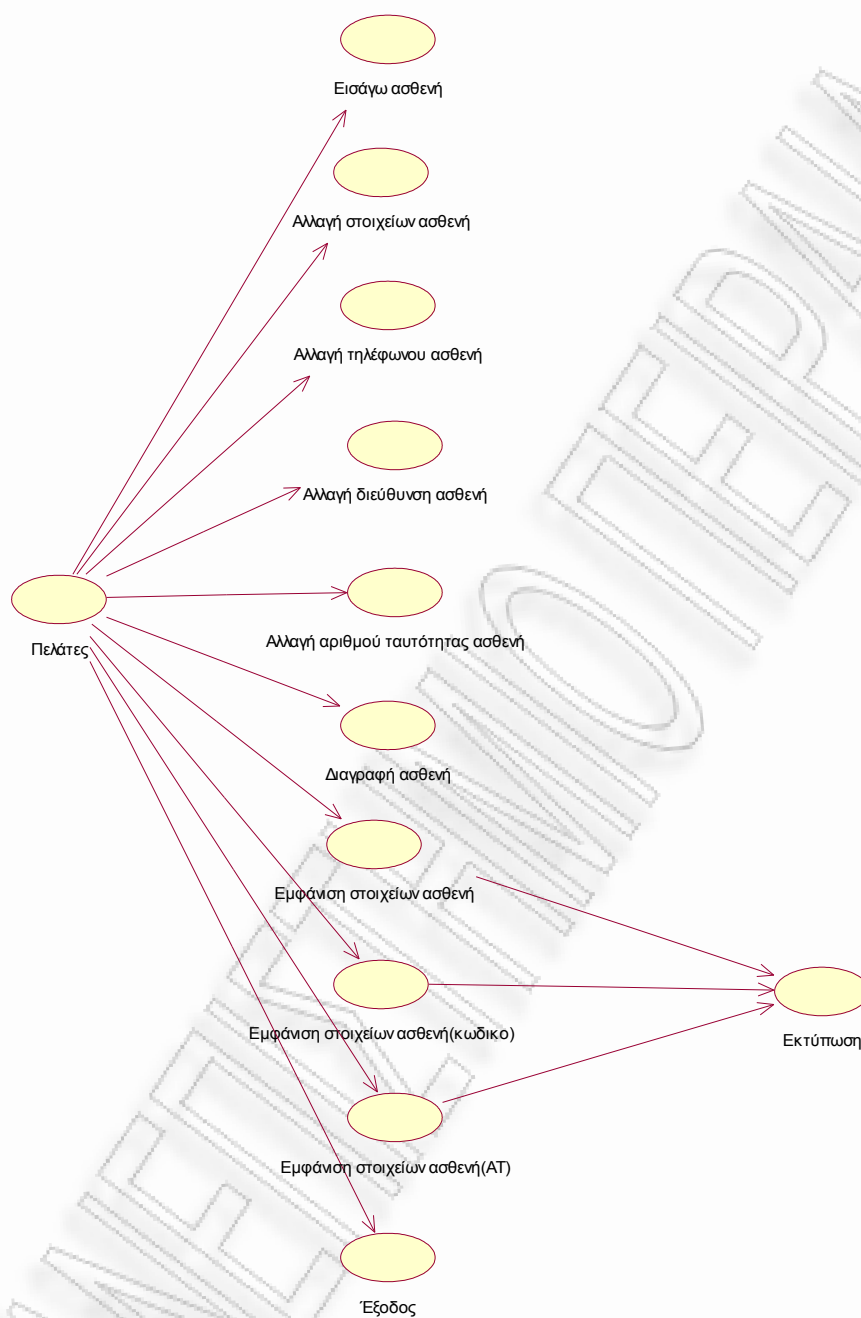 Εισάγω ασθενή
Αλλαγή στοιχείων ασθενή
Αλλαγή τηλέφωνου ασθενή
Αλλαγή διεύθυνση ασθενή
Πελάτες
Αλλαγή αριθμού ταυτότητας ασθενή
Διαγραφή ασθενή
Εμφάνιση στοιχείων ασθενή
Εμφάνιση στοιχείων ασθενή(κωδικο)
Εκτύπωση
Εμφάνιση στοιχείων ασθενή(ΑΤ)
Έξοδος